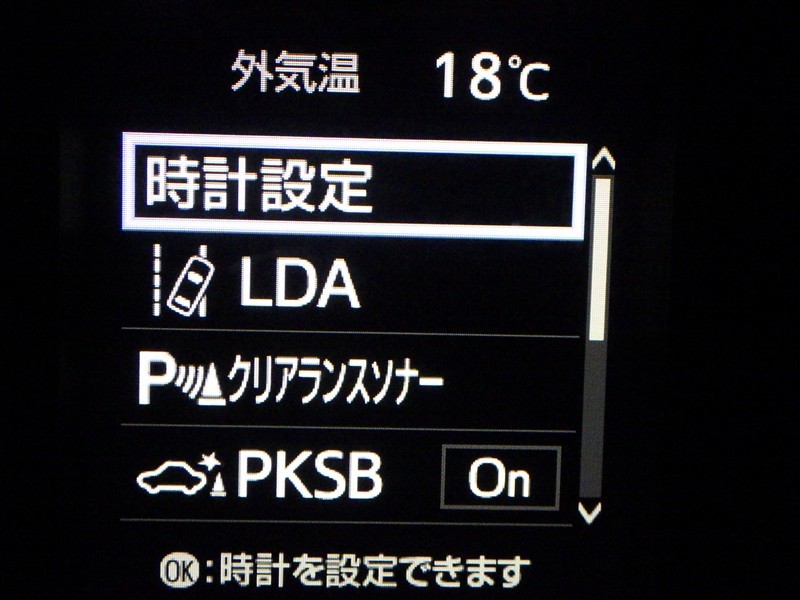 外気温 18℃
時計設定
LDA
Pクリアランスソナー
PKSB On
OK:時計を設定できます